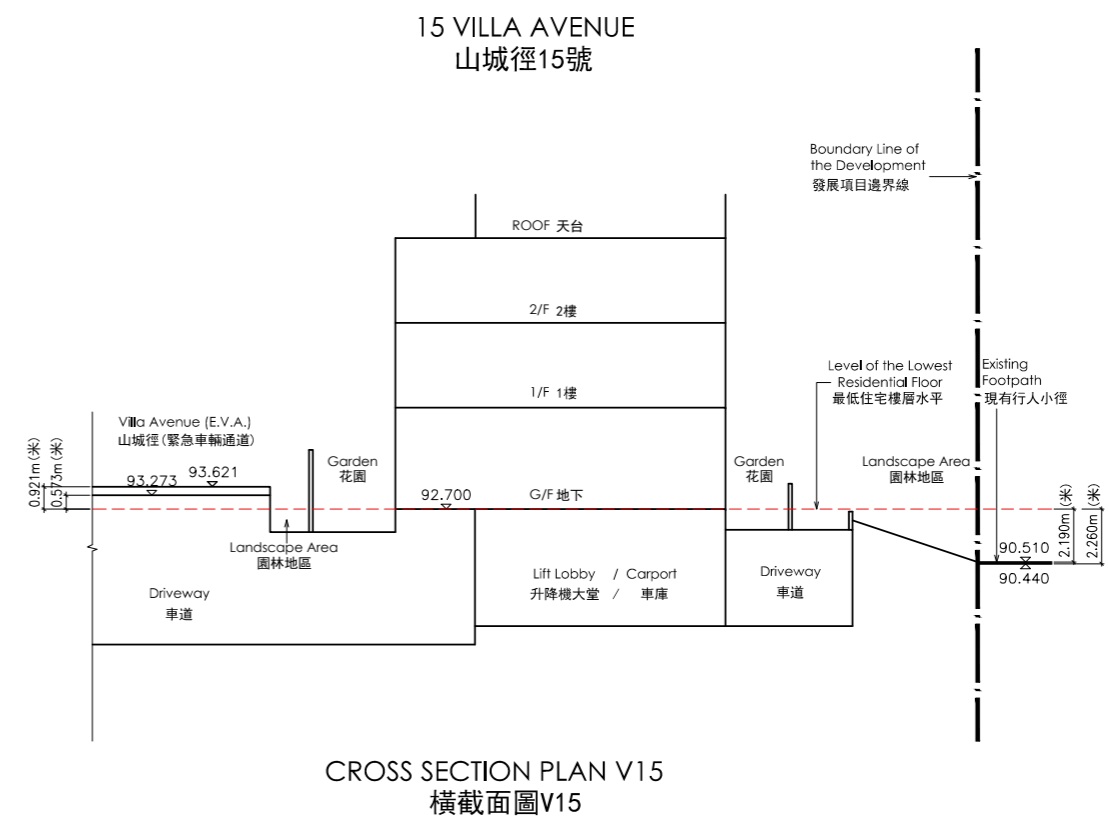 15 VILLA AVENUE
山城徑15號
Boundary Line of
the Development
發展項目邊界線
ROOF 天台
2/F 2樓
Level of the Lowest
Residential Floor
最低住宅樓層水平
Existing
Footpath
現有行人小徑
1/F 1樓
Villa Avenue (E.V.A.)
山城徑(緊急車輛通道)
0.921m (米)
0.573m (米)
93.273
93.621
Garden
花園
92.700
G/F 地下
Garden
花園
Landscape Area
園林地區
2.190m (米)
2.260m (米)
Landscape Area
園林地區
90.510
90.440
Driveway
車道
Lift Lobby / Carport
升降機大堂 / 車庫
Driveway
車道
CROSS SECTION PLAN V15
橫截面圖V15